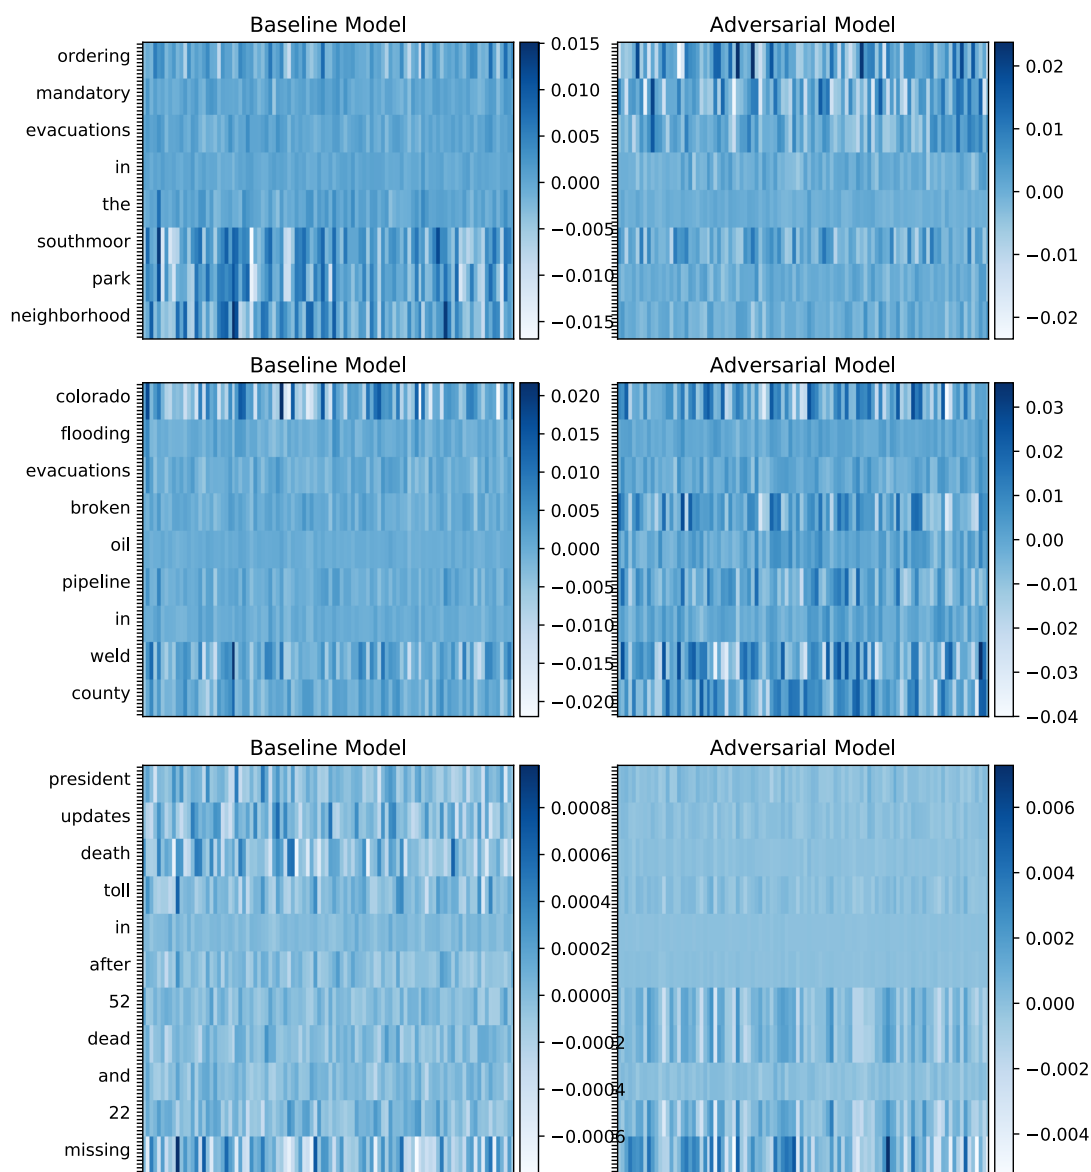 Baseline Model
Adversarial Model
ordering
mandatory
evacuations
in
the
southmoor
park
neighborhood
0.015
0.010
0.005
0.000
−0.005
−0.010
−0.015
0.02
0.01
0.00
−0.01
−0.02
Baseline Model
Adversarial Model
colorado
flooding
evacuations
broken
oil
pipeline
in
weld
county
0.020
0.015
0.010
0.005
0.000
−0.005
−0.010
−0.015
−0.020
0.03
0.02
0.01
0.00
−0.01
−0.02
−0.03
−0.04
Baseline Model
Adversarial Model
president
updates
death
toll
in
after
52
dead
and
22
missing
0.0008
0.0006
0.0004
0.0002
0.0000
−0.0002
−0.0004
−0.0006
0.006
0.004
0.002
0.000
−0.002
−0.004